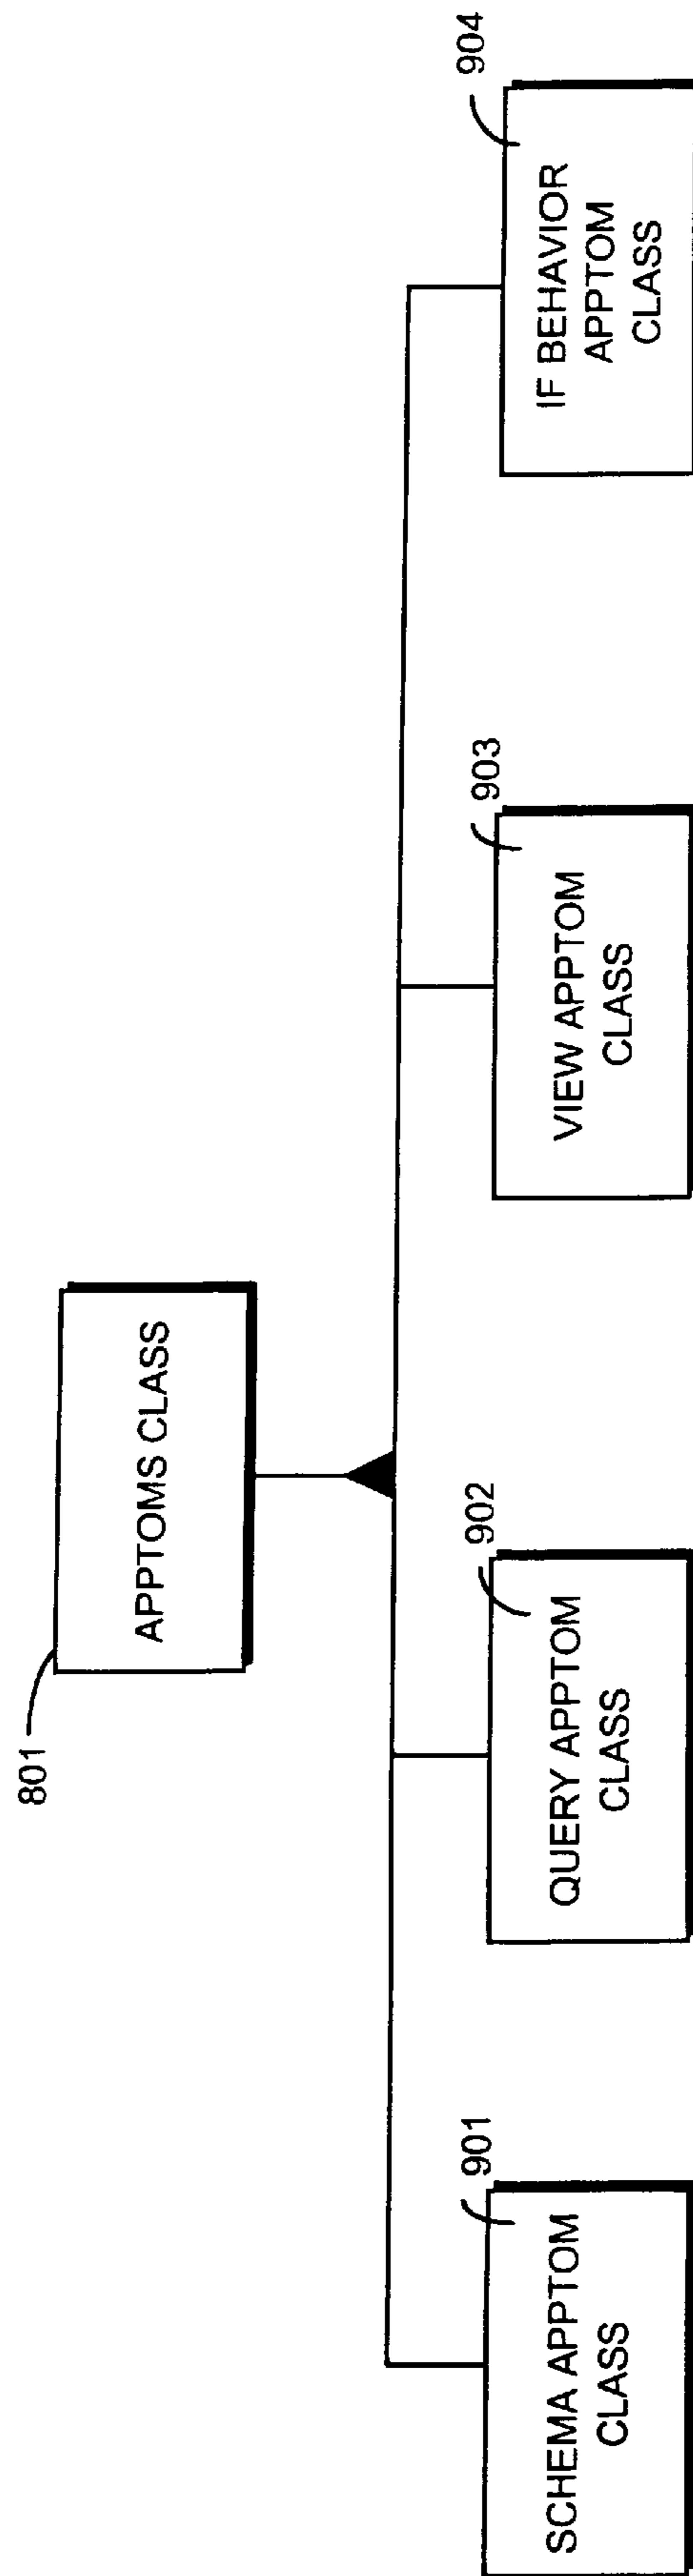 801
APPTOMS CLASS
901
SCHEMA APPTOM
CLASS
902
QUERY APPTOM
CLASS
903
VIEW APPTOM
CLASS
904
IF BEHAVIOR
APPTOM
CLASS